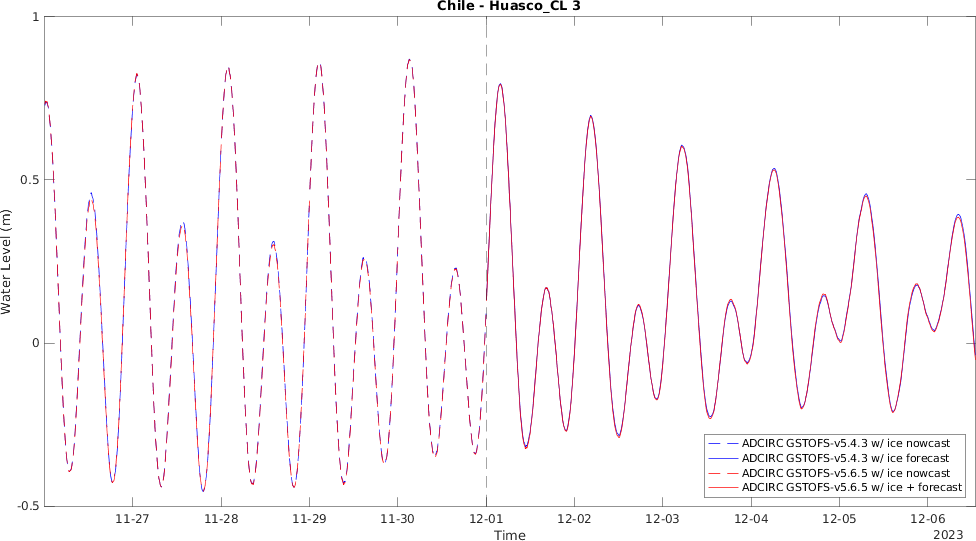 Chile - Huasco_CL 3
Water Level (m)
1
0.5
0
-0.5
ADCIRC GSTOFS-v5.4.3 w/ ice nowcast
ADCIRC GSTOFS-v5.4.3 w/ ice forecast
ADCIRC GSTOFS-v5.6.5 w/ ice nowcast
ADCIRC GSTOFS-v5.6.5 w/ ice + forecast
11-27 11-28 11-29 11-30 12-01 12-02 12-03 12-04 12-05 12-06
Time
2023